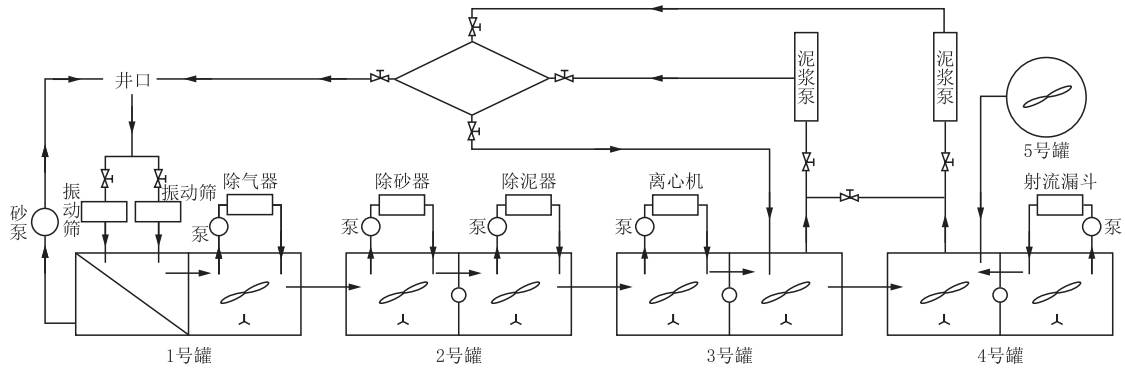 井口
泥浆泵
泥浆泵
5号罐
振动筛
振动筛
除气器
除砂器
除泥器
离心机
射流漏斗
砂泵
泵
泵
泵
泵
泵
1号罐
2号罐
3号罐
4号罐